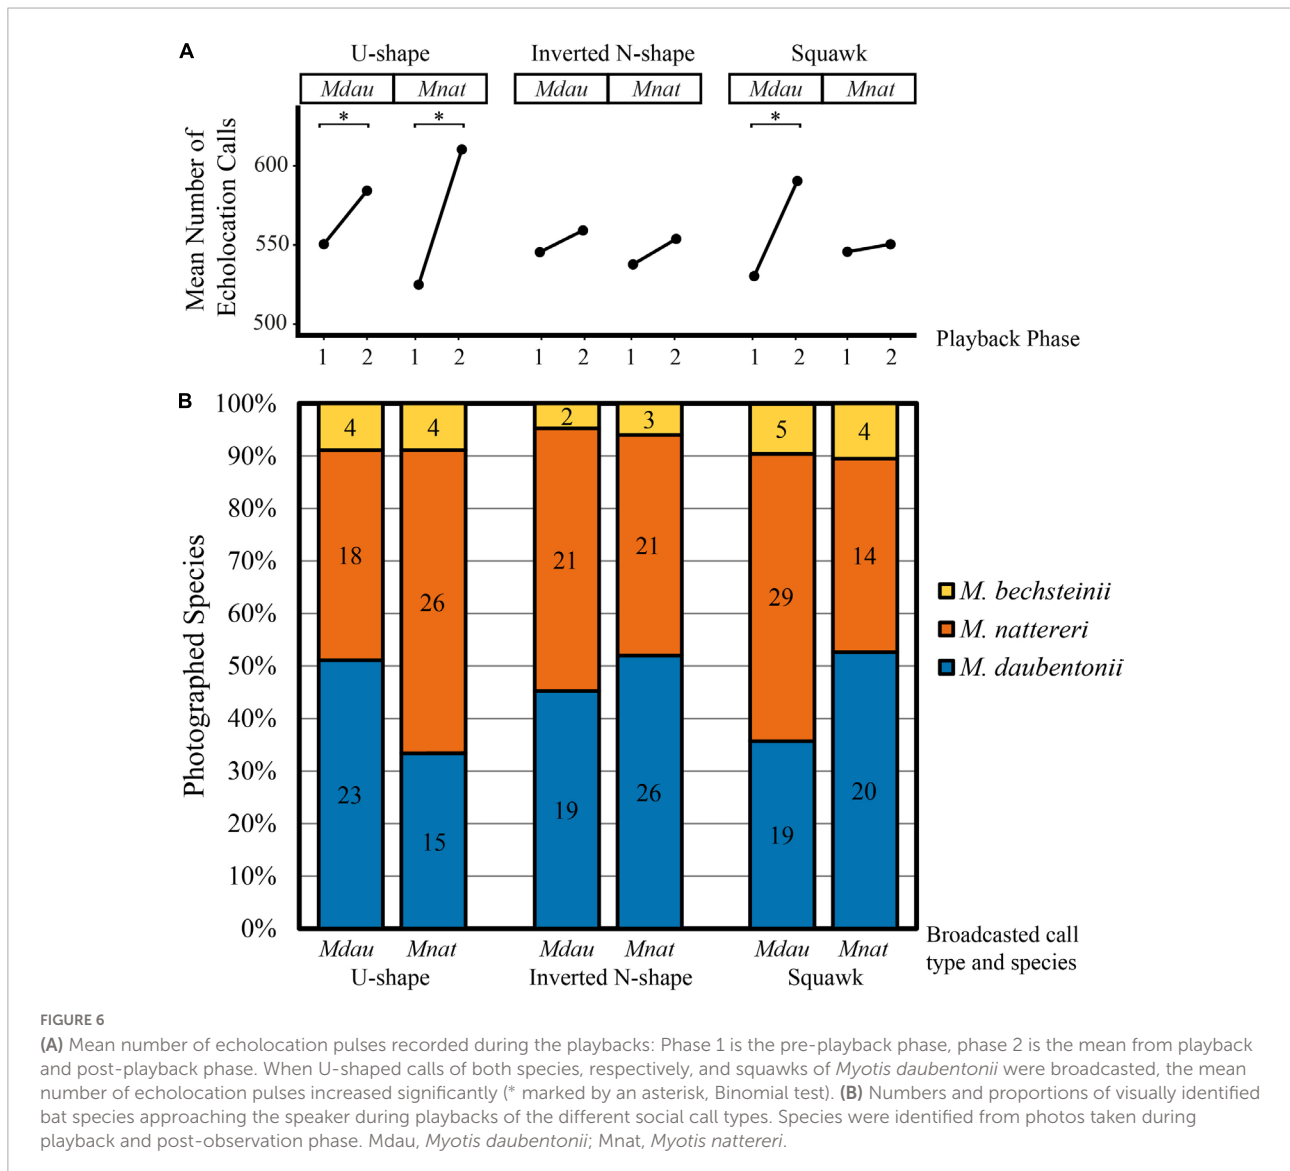 A
U-shape Inverted N-shape Squawk
Mdau Mnat Mdau Mnat Mdau Mnat
* * *
Mean Number of
Echolocation Calls
600
550
500
1 2 1 2 1 2 1 2 1 2 1 2
Playback Phase
B
Photographed Species
100%
90%
80%
70%
60%
50%
40%
30%
20%
10%
0%
4 4 2 3 5 4
18 26 21 21 29 14
23 15 19 26 19 20
M. bechsteinii
M. nattereri
M. daubentonii
Mdau Mnat Mdau Mnat Mdau Mnat
U-shape Inverted N-shape Squawk
Broadcasted call
type and species
FIGURE 6
(A) Mean number of echolocation pulses recorded during the playbacks: Phase 1 is the pre-playback phase, phase 2 is the mean from playback
and post-playback phase. When U-shaped calls of both species, respectively, and squawks of Myotis daubentonii were broadcasted, the mean
number of echolocation pulses increased significantly (* marked by an asterisk, Binomial test). (B) Numbers and proportions of visually identified
bat species approaching the speaker during playbacks of the different social call types. Species were identified from photos taken during
playback and post-observation phase. Mdau, Myotis daubentonii; Mnat, Myotis nattereri.